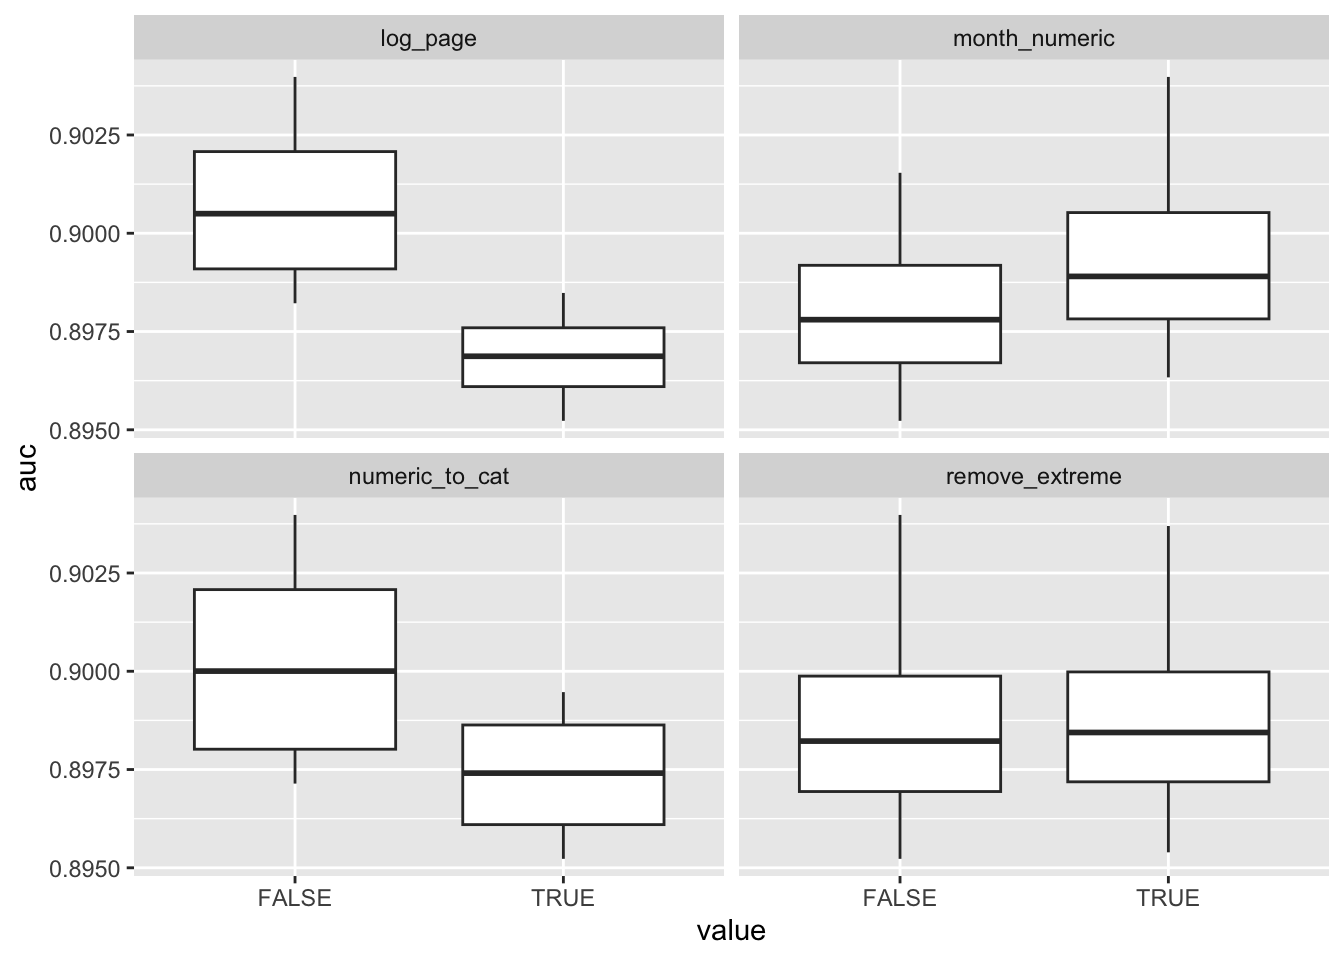 log_page
month_numeric
0.9025
0.9000
0.8975
0.8950
auc
numeric_to_cat
remove_extreme
0.9025
0.9000
0.8975
0.8950
FALSE
TRUE
FALSE
TRUE
value